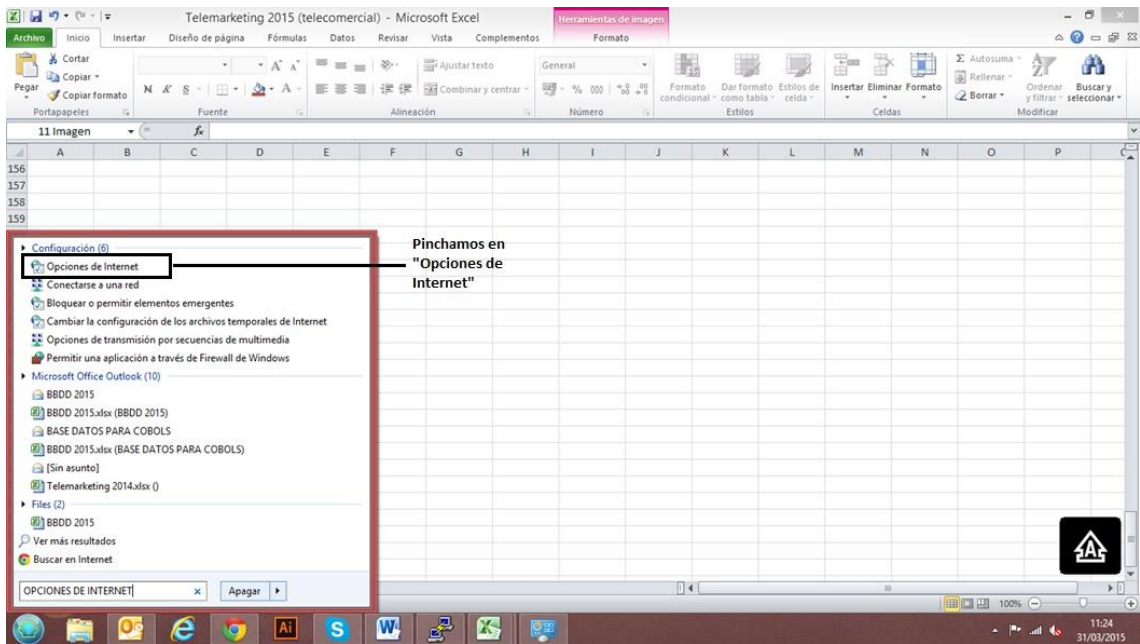 Telemarketing 2015 (telecomercial) - Microsoft Excel
Herramientas de imagen
Archivo Inicio Insertar Diseño de página Fórmulas Datos Revisar Vista Complementos Formato
Pegar
Cortar
Copiar
Copiar formato
Portapapeles
N K S
A A
A
Fuente
Ajustar texto
Combinar y centrar
Alineación
General
% 000
Número
Formato condicional
Dar formato como tabla
Estilos de celda
Estilos
Insertar Eliminar Formato
Celdas
Σ Autosuma
Rellenar
Borrar
Ordenar y filtrar
Buscar y seleccionar
Modificar
11 Imagen
fx
A B C D E F G H I J K L M N O P
156
157
158
159
Configuración (6)
Opciones de Internet
Conectarse a una red
Bloquear o permitir elementos emergentes
Cambiar la configuración de los archivos temporales de Internet
Opciones de transmisión por secuencias de multimedia
Permitir una aplicación a través de Firewall de Windows
Microsoft Office Outlook (10)
BBDD 2015
BBDD 2015.xlsx (BBDD 2015)
BASE DATOS PARA COBOLS
BBDD 2015.xlsx (BASE DATOS PARA COBOLS)
[Sin asunto]
Telemarketing 2014.xlsx ()
Files (2)
BBDD 2015
Ver más resultados
Buscar en Internet
OPCIONES DE INTERNET
Apagar
Pinchamos en
"Opciones de
Internet"
A
100%
Ai
11:24
31/03/2015